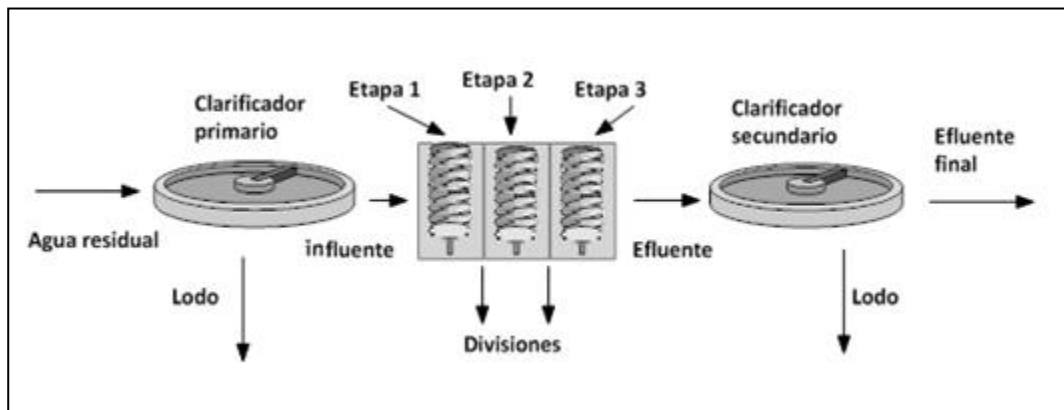 Etapa 1
Etapa 2
Etapa 3
Clarificador
primario
Clarificador
secundario
Efluente
final
Agua residual
influente
Efluente
Lodo
Lodo
Divisiones